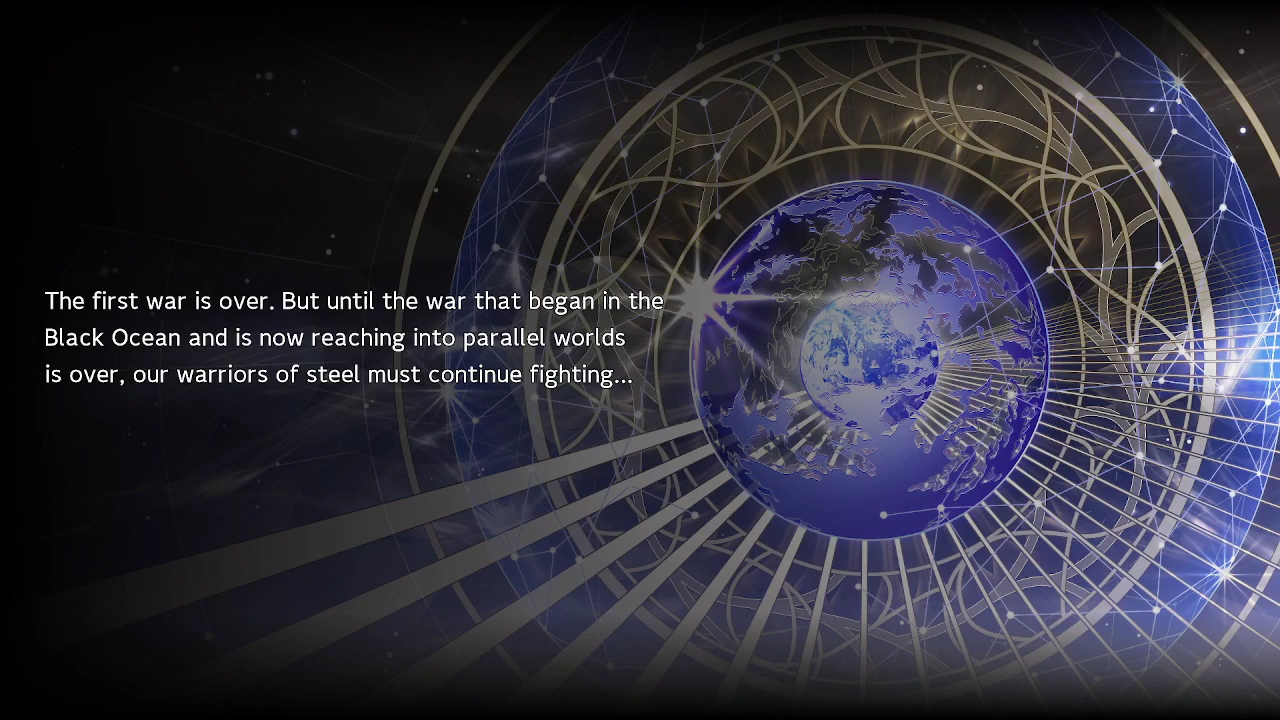 The first war is over. But until the war that began in the
Black Ocean and is now reaching into parallel worlds
is over, our warriors of steel must continue fighting...